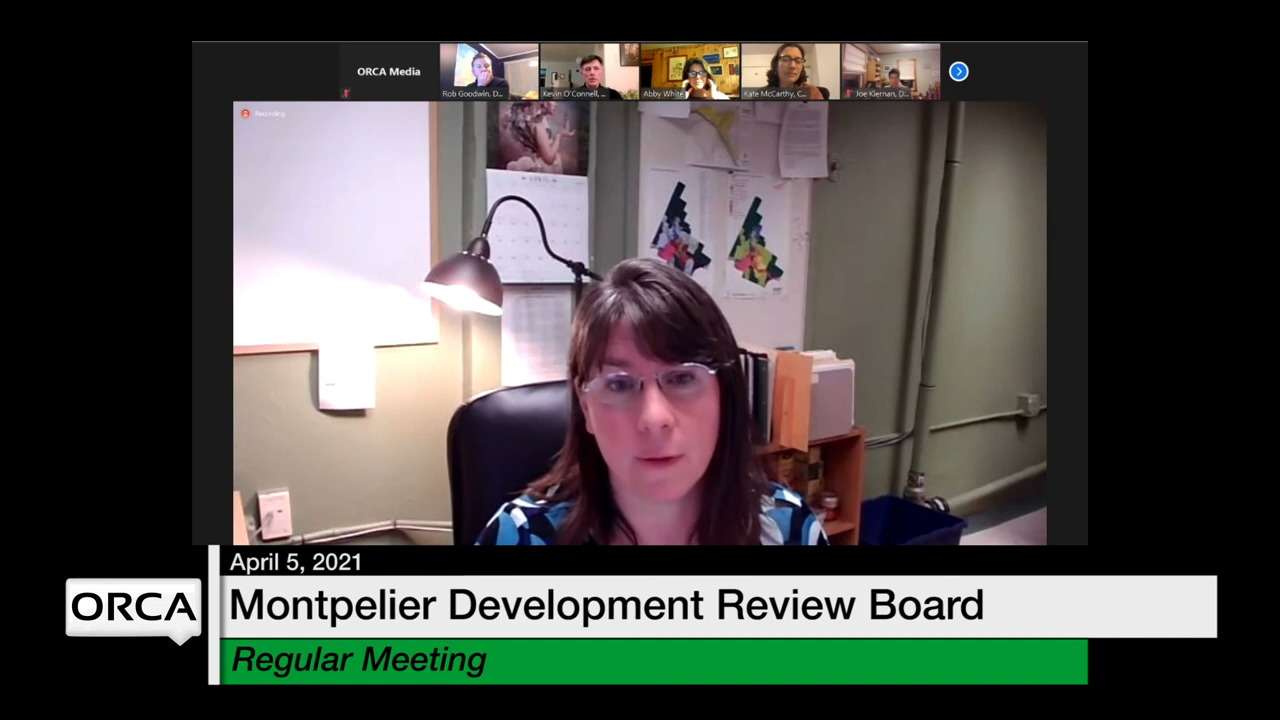 ORCA Media
Rob Goodwin, D...
Kevin O'Connell, ...
Abby White
Kate McCarthy, C...
Joe Kiernan, D...
Recording
APRIL
April 5, 2021
ORCA
Montpelier Development Review Board
Regular Meeting